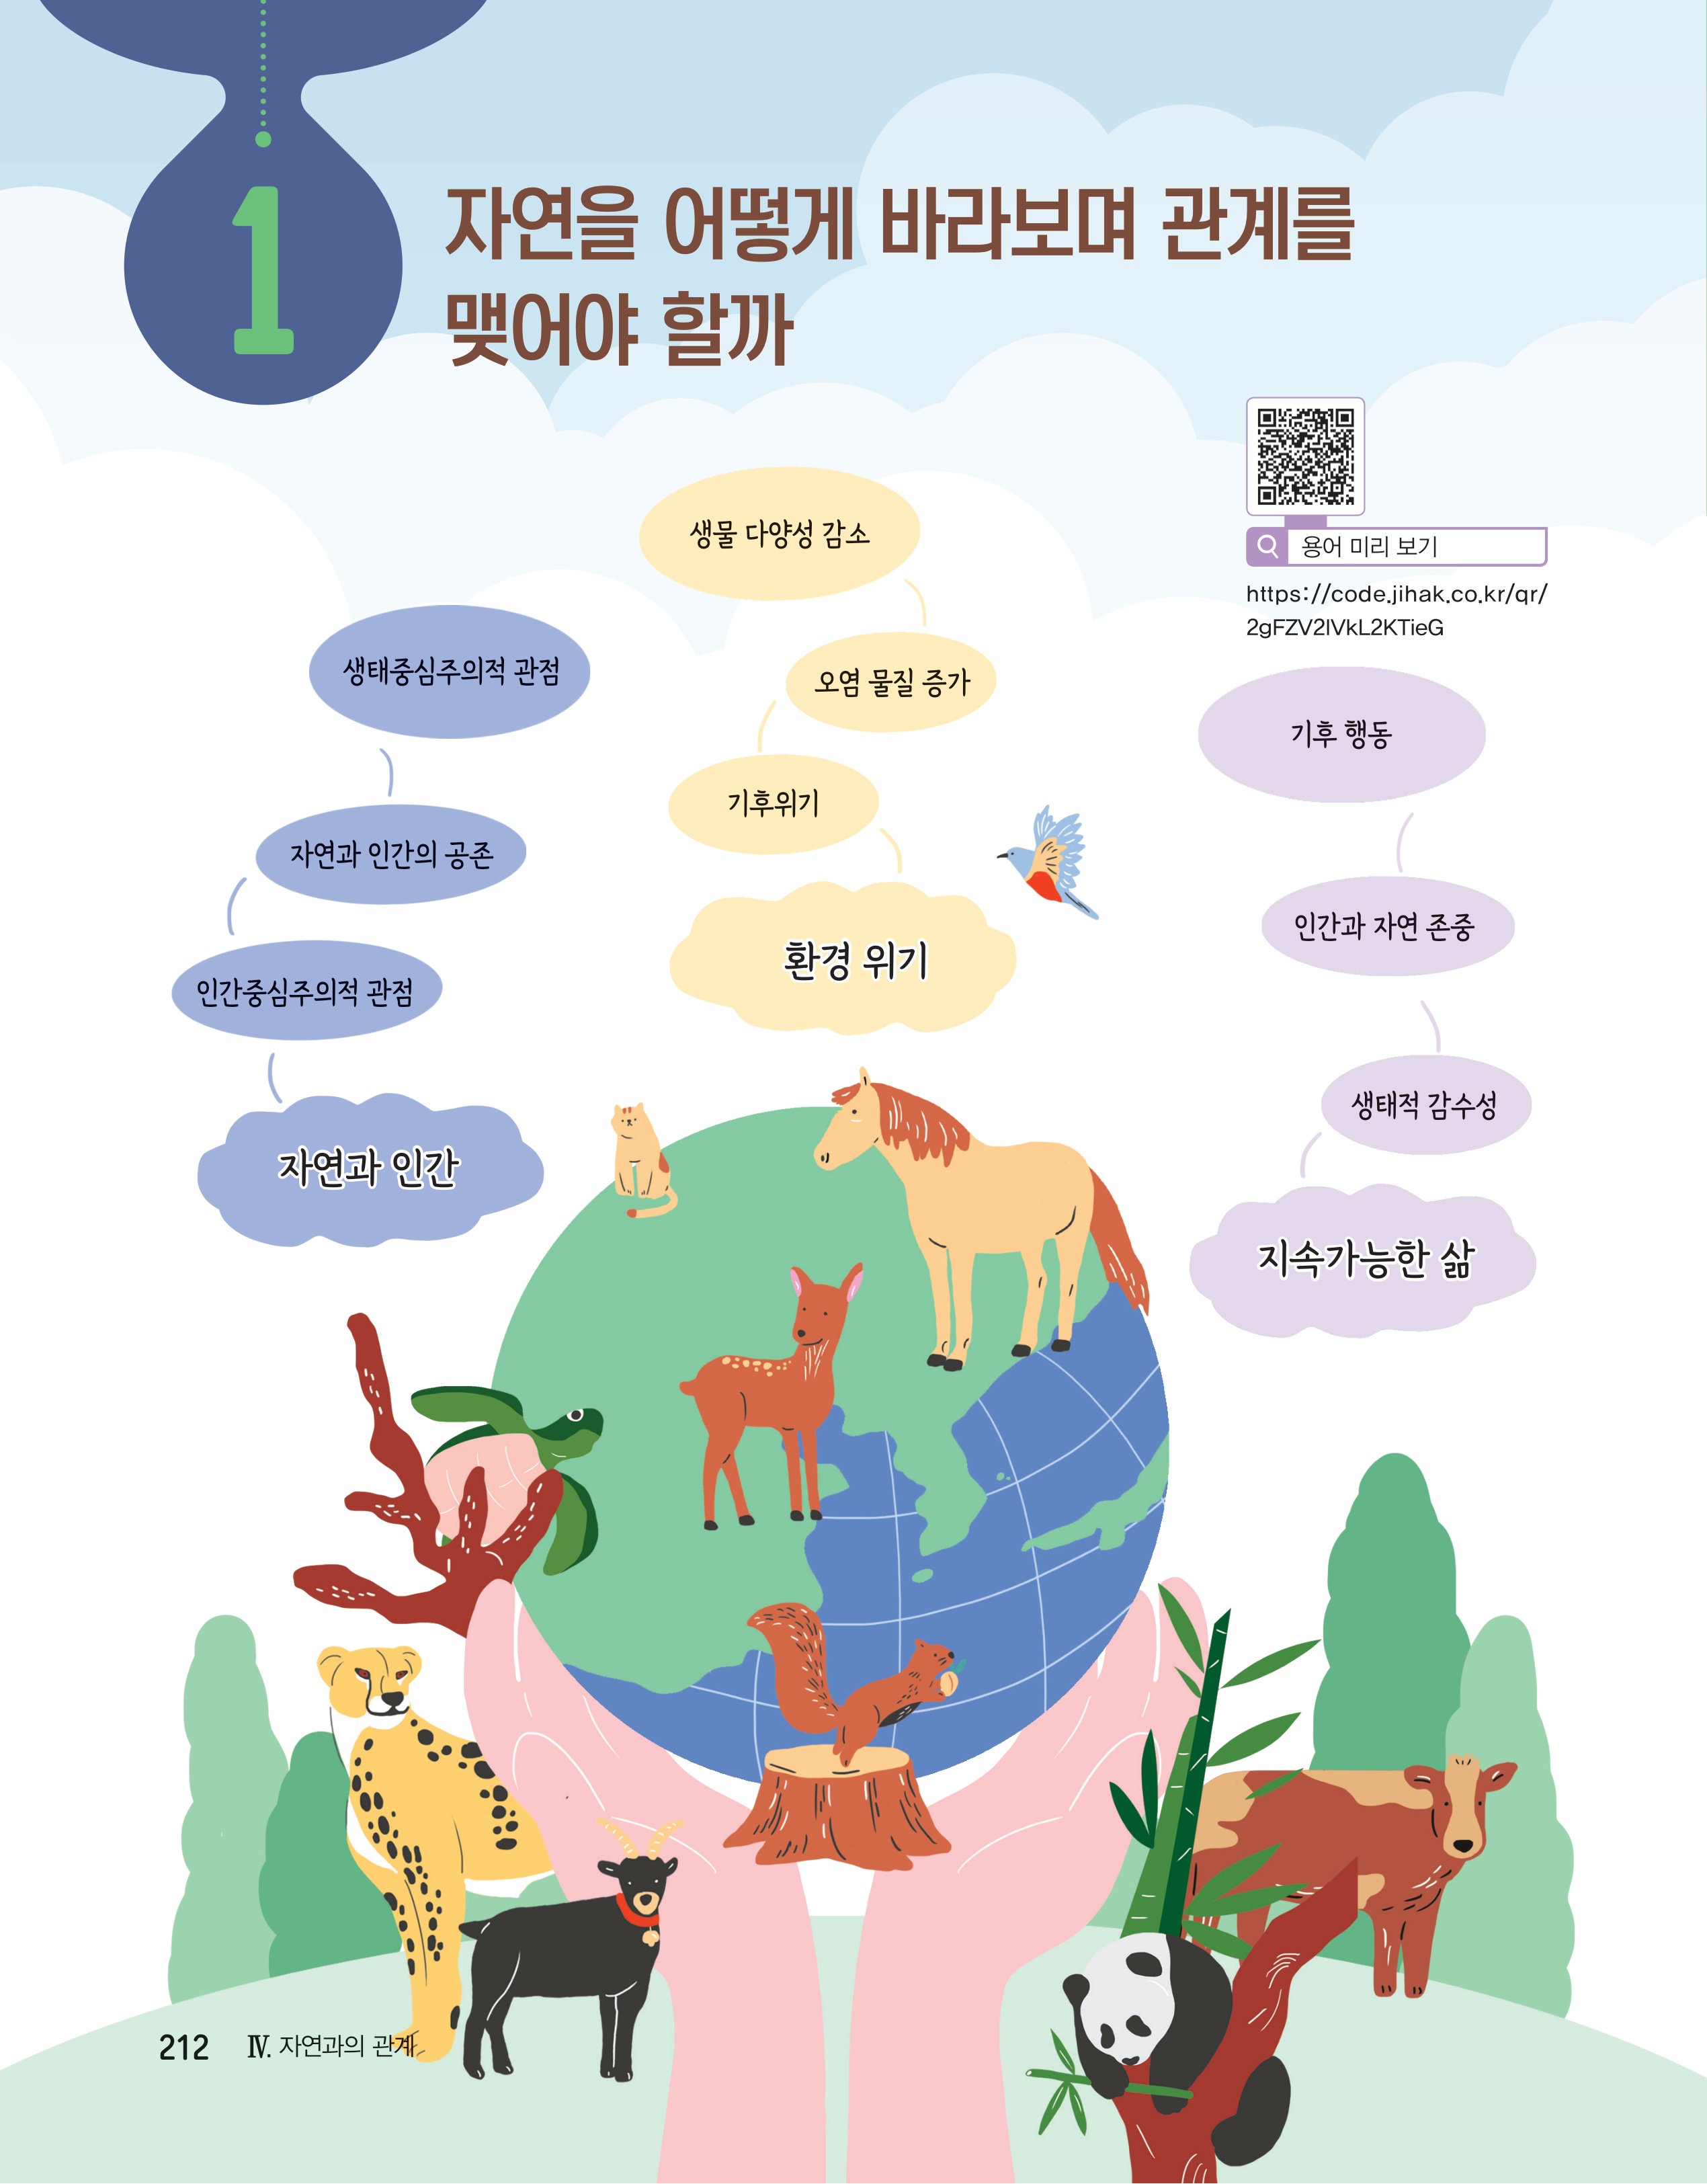 1
자연을 어떻게 바라보며 관계를
맺어야 할까
용어 미리 보기
https://code.jihak.co.kr/qr/
2gFZV2lVkL2KTieG
생태중심주의적 관점
자연과 인간의 공존
인간중심주의적 관점
자연과 인간
생물 다양성 감소
오염 물질 증가
기후위기
환경 위기
기후 행동
인간과 자연 존중
생태적 감수성
지속가능한 삶
212
Ⅳ. 자연과의 관계